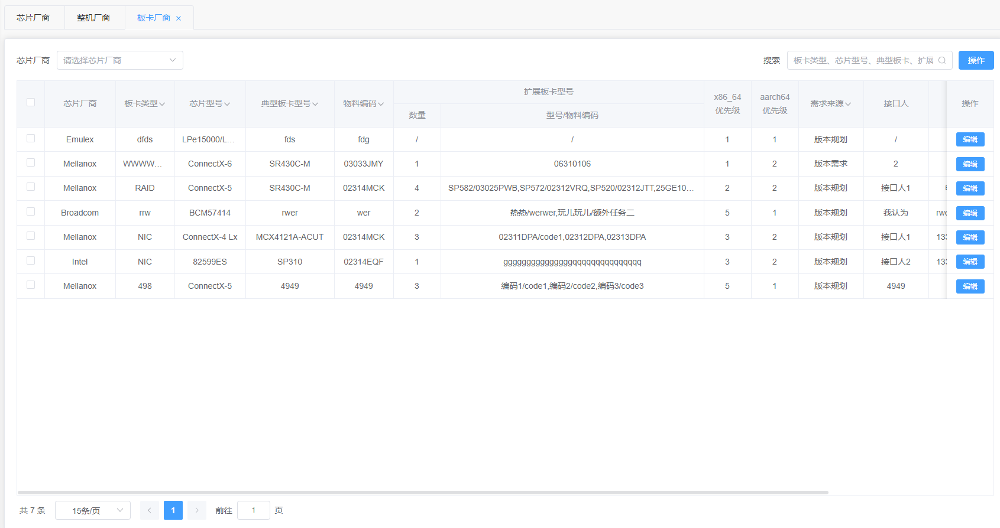 芯片厂商 整机厂商 板卡厂商
芯片厂商 请选择芯片厂商 搜索 板卡类型、芯片型号、典型板卡、扩展 操作
芯片厂商 板卡类型 芯片型号 典型板卡型号 物料编码 扩展板卡型号 数量 型号/物料编码 x86_64 优先级 aarch64 优先级 需求来源 接口人 操作
Emulex dfds LPe15000/L... fds fdg / / 1 1 版本规划 / 编辑
Mellanox WWWW... ConnectX-6 SR430C-M 03033JMY 1 06310106 1 2 版本需求 2 编辑
Mellanox RAID ConnectX-5 SR430C-M 02314MCK 4 SP582/03025PWB,SP572/02312VRQ,SP520/02312JTT,25GE10... 2 2 版本规划 接口人1 编辑
Broadcom rrw BCM57414 rwer wer 2 热热/werwer,玩儿玩儿/额外任务二 5 1 版本规划 我认为 rwe 编辑
Mellanox NIC ConnectX-4 Lx MCX4121A-ACUT 02314MCK 3 02311DPA/code1,02312DPA,02313DPA 3 2 版本规划 接口人1 133 编辑
Intel NIC 82599ES SP310 02314EQF 1 gggggggggggggggqqqqqqqqqqqqqqq 3 2 版本规划 接口人2 133 编辑
Mellanox 498 ConnectX-5 4949 4949 3 编码1/code1,编码2/code2,编码3/code3 5 1 版本规划 4949 编辑
共 7 条 15条/页 1 前往 1 页